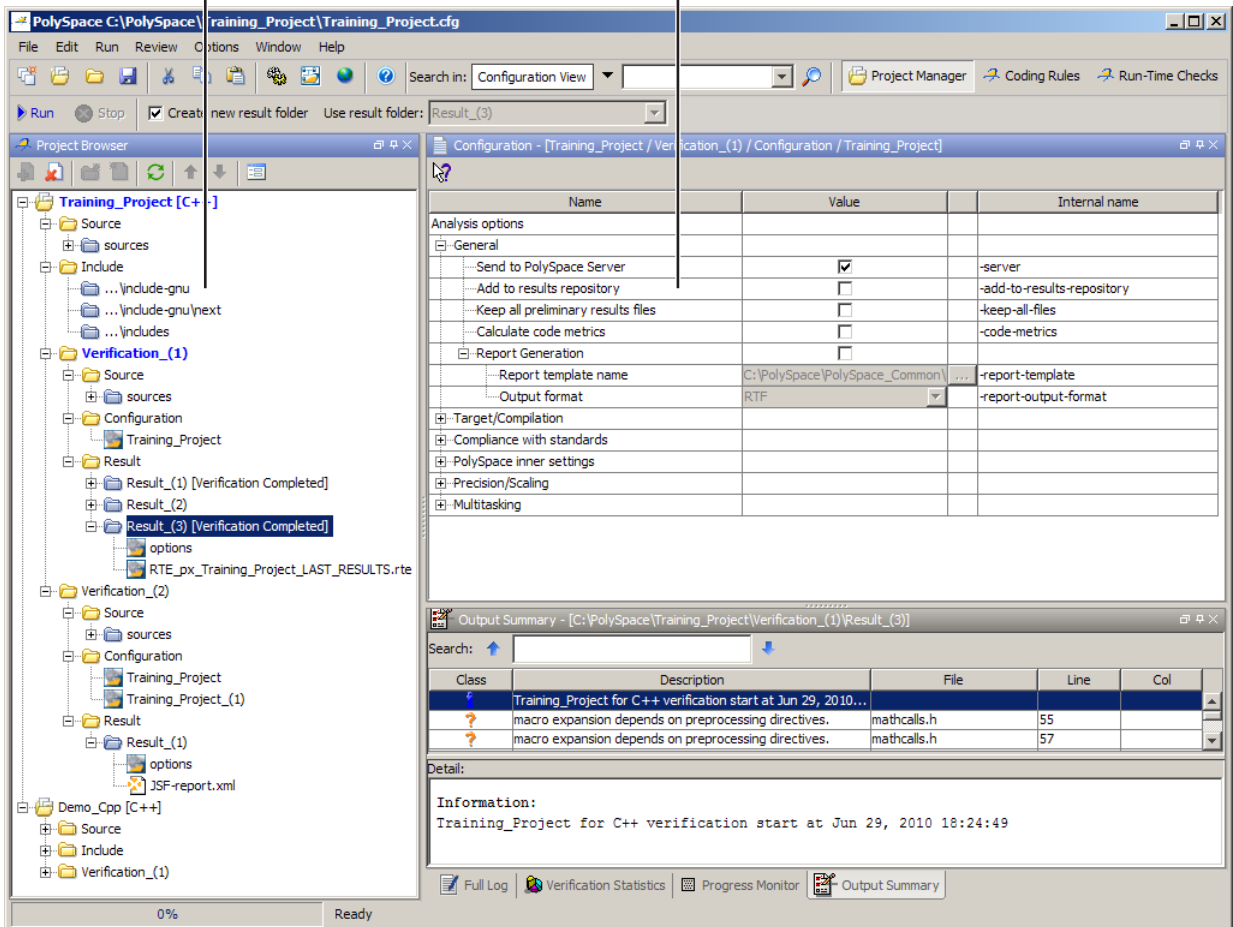 PolySpace C:\PolySpace\Training_Project\Training_Project.cfg
File Edit Run Review Options Window Help
Search in: Configuration View Project Manager Coding Rules Run-Time Checks
Run Stop Create new result folder Use result folder: Result_(3)
Project Browser
Training_Project [C++]
Source
sources
Include
...\include-gnu
...\include-gnu\next
...\includes
Verification_(1)
Source
sources
Configuration
Training_Project
Result
Result_(1) [Verification Completed]
Result_(2)
Result_(3) [Verification Completed]
options
RTE_px_Training_Project_LAST_RESULTS.rte
Verification_(2)
Source
sources
Configuration
Training_Project
Training_Project_(1)
Result
Result_(1)
options
JSF-report.xml
Demo_Cpp [C++]
Source
Include
Verification_(1)
Configuration - [Training_Project / Verification_(1) / Configuration / Training_Project]
Name Value Internal name
Analysis options
General
Send to PolySpace Server -server
Add to results repository -add-to-results-repository
Keep all preliminary results files -keep-all-files
Calculate code metrics -code-metrics
Report Generation
Report template name C:\PolySpace\PolySpace_Common\ ... -report-template
Output format RTF -report-output-format
Target/Compilation
Compliance with standards
PolySpace inner settings
Precision/Scaling
Multitasking
Output Summary - [C:\PolySpace\Training_Project\Verification_(1)\Result_(3)]
Search:
Class Description File Line Col
Training_Project for C++ verification start at Jun 29, 2010...
? macro expansion depends on preprocessing directives. mathcalls.h 55
? macro expansion depends on preprocessing directives. mathcalls.h 57
Detail:
Information:
Training_Project for C++ verification start at Jun 29, 2010 18:24:49
Full Log Verification Statistics Progress Monitor Output Summary
0% Ready